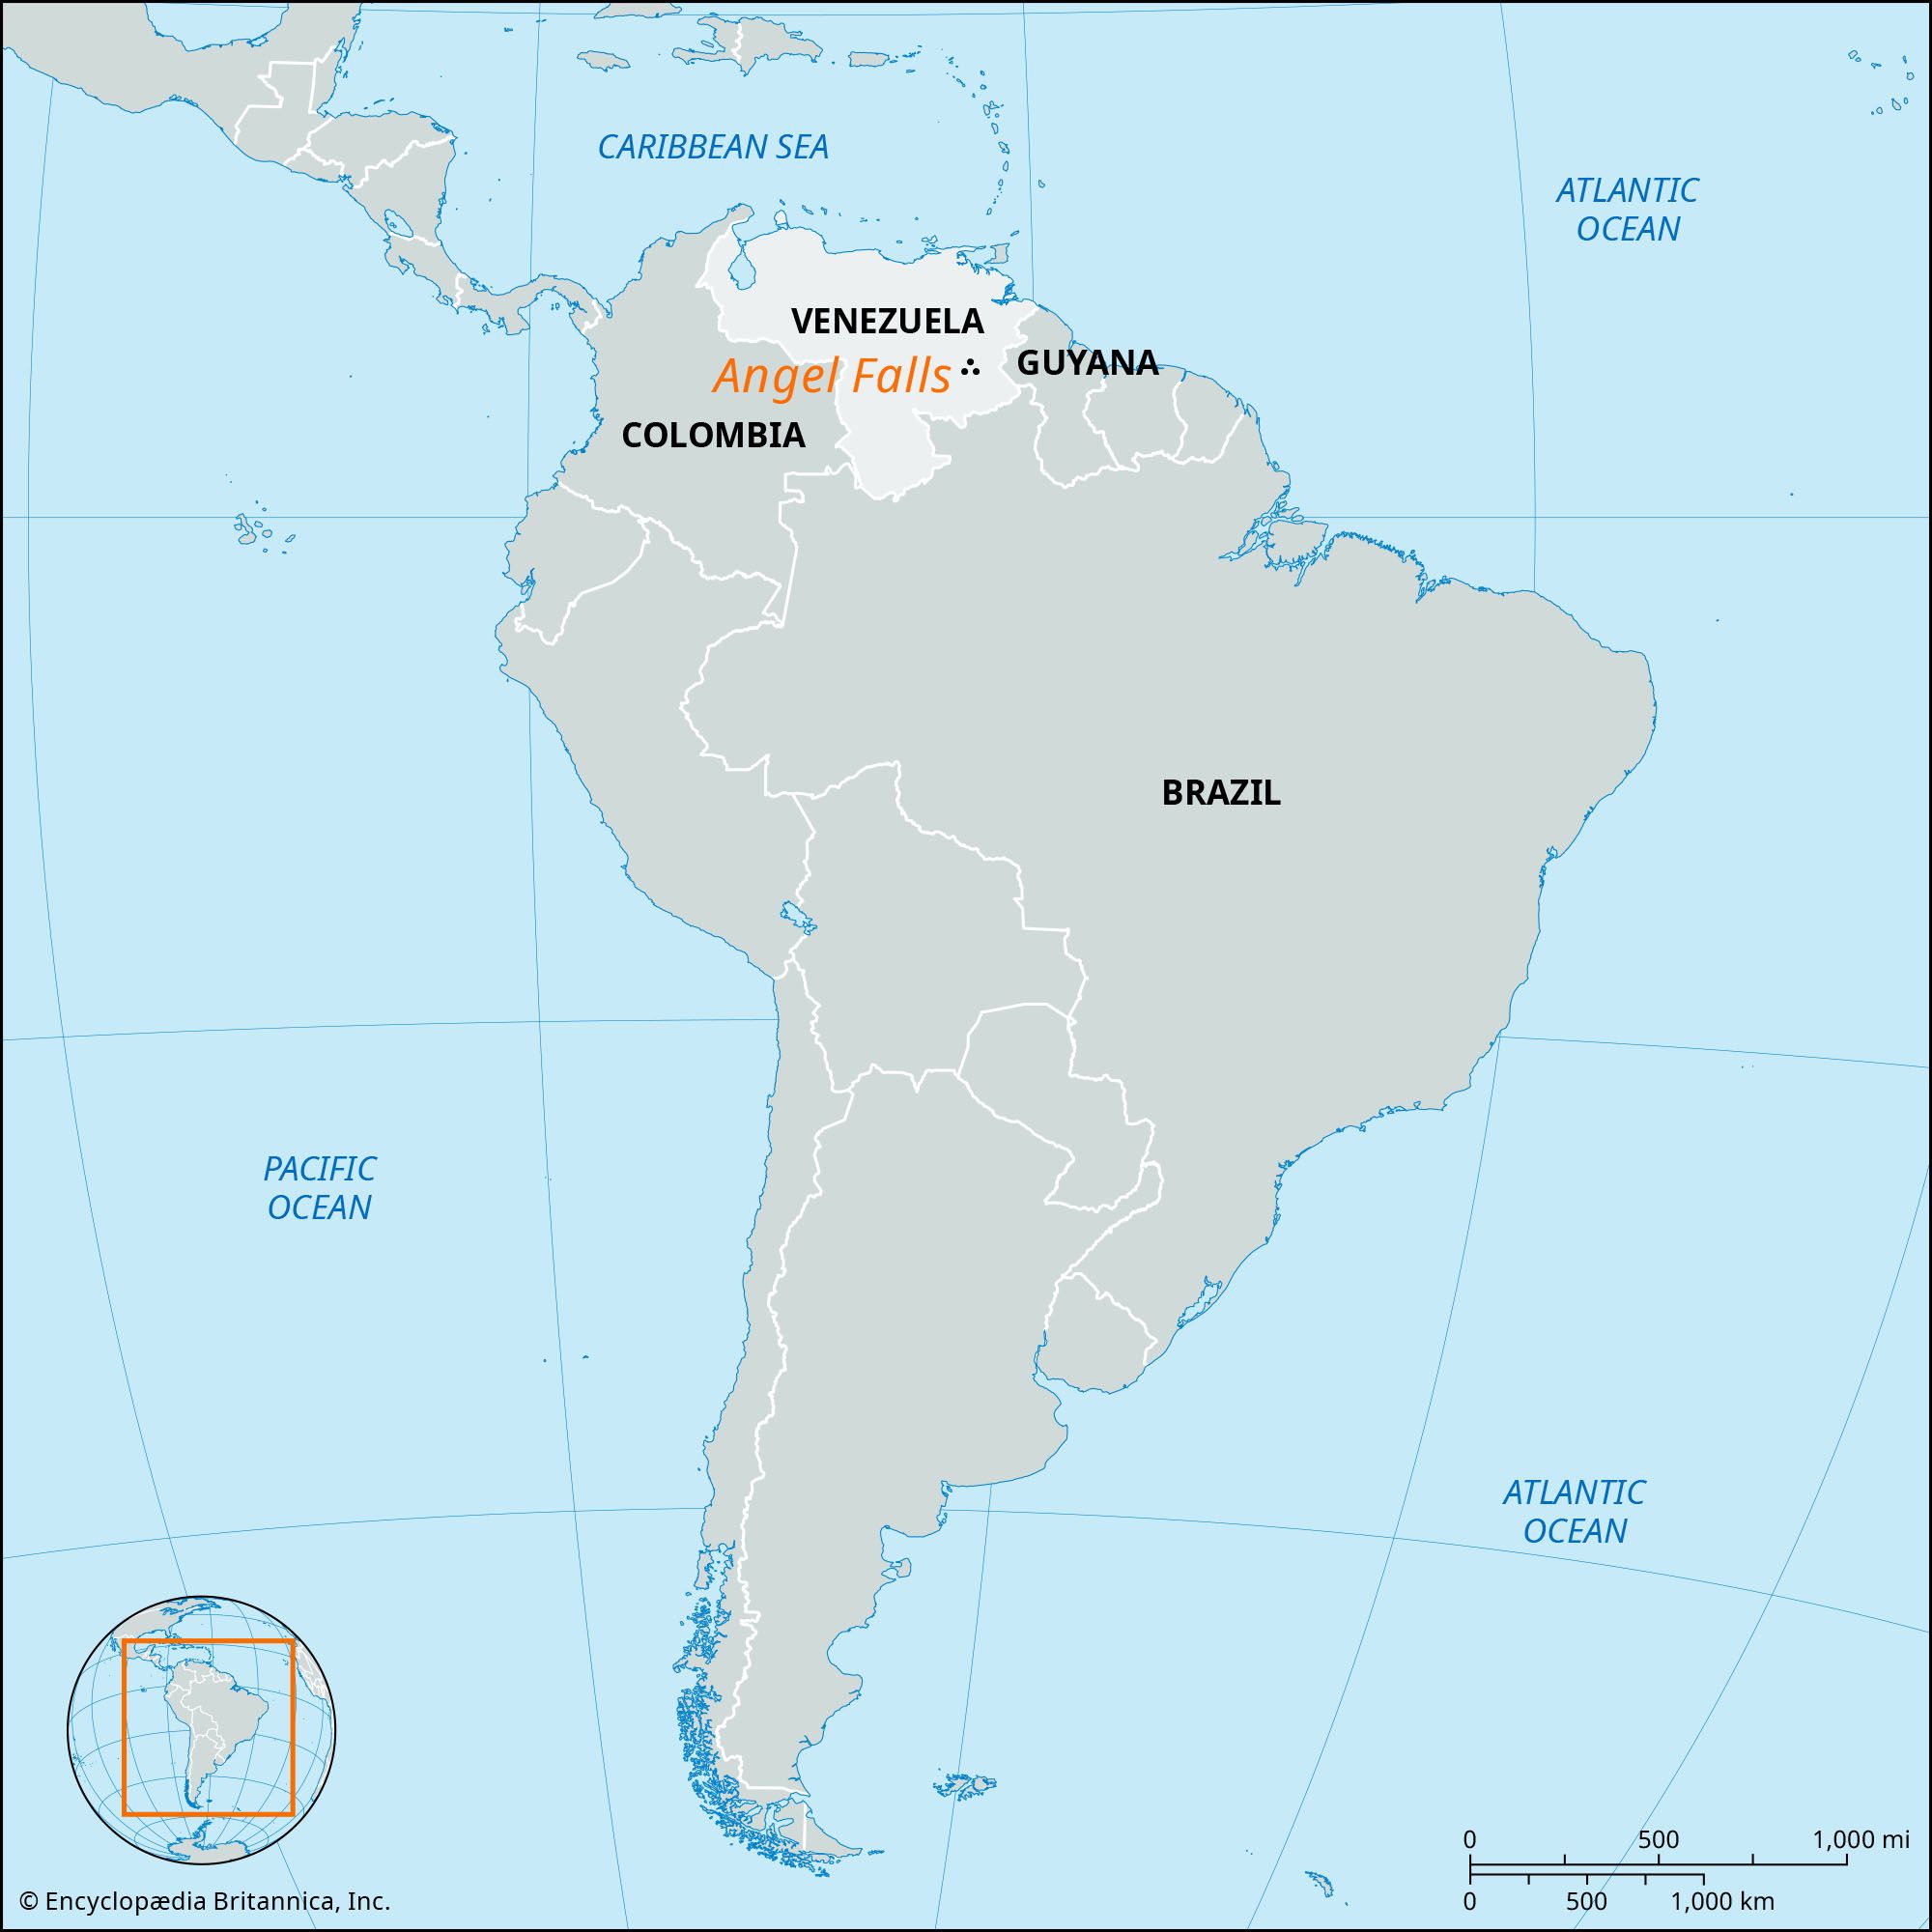 CARIBBEAN SEA
ATLANTIC
OCEAN
VENEZUELA
Angel Falls
GUYANA
COLOMBIA
BRAZIL
PACIFIC
OCEAN
ATLANTIC
OCEAN
0 500 1,000 mi
0 500 1,000 km
© Encyclopædia Britannica, Inc.